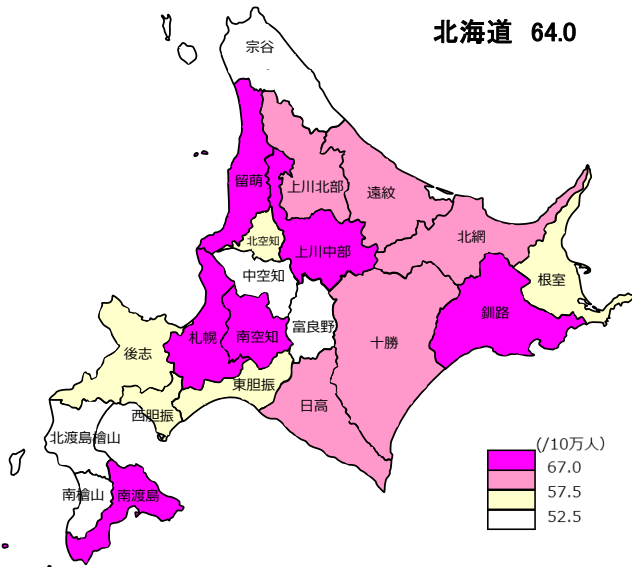 北海道 64.0
宗谷
留萌
上川北部
遠紋
北網
北空知
上川中部
中空知
根室
釧路
富良野
札幌
南空知
十勝
後志
東胆振
西胆振
日高
北渡島檜山
南檜山
南渡島
(/10万人)
67.0
57.5
52.5